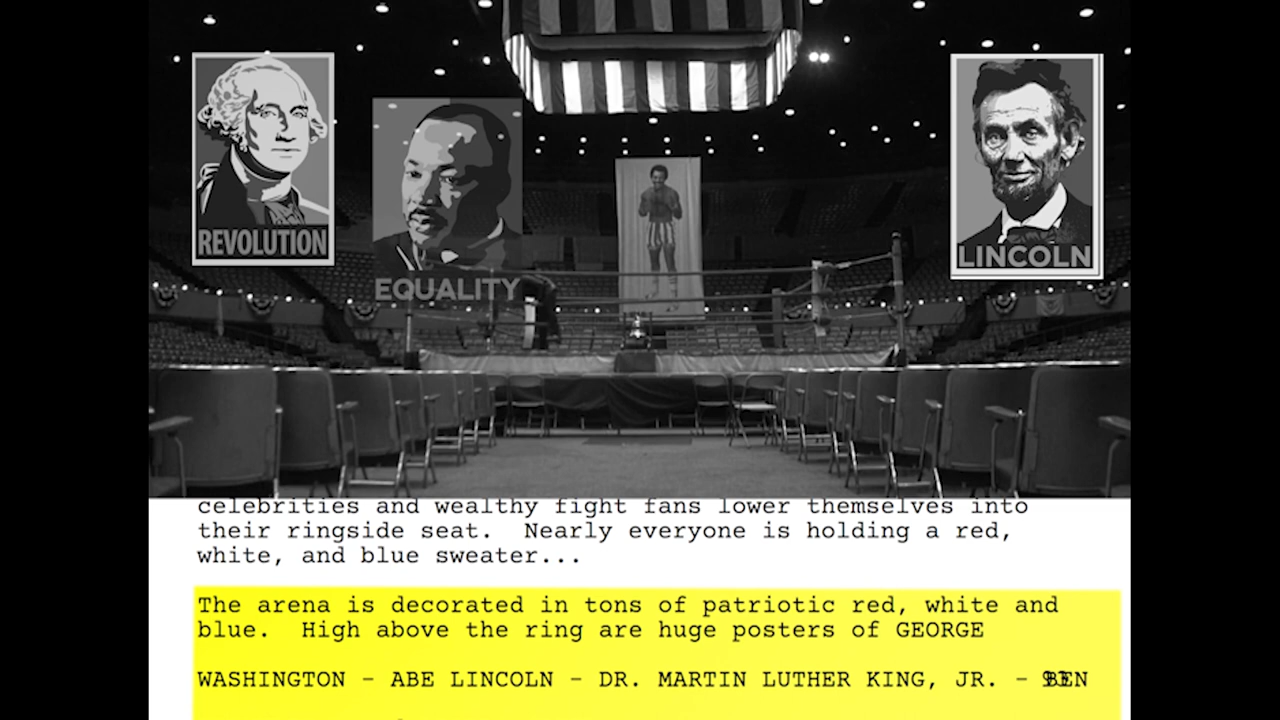 REVOLUTION
EQUALITY
LINCOLN
celebrities and wealthy fight fans lower themselves into
their ringside seat. Nearly everyone is holding a red,
white, and blue sweater...
The arena is decorated in tons of patriotic red, white and
blue. High above the ring are huge posters of GEORGE
WASHINGTON - ABE LINCOLN - DR. MARTIN LUTHER KING, JR. - BEN